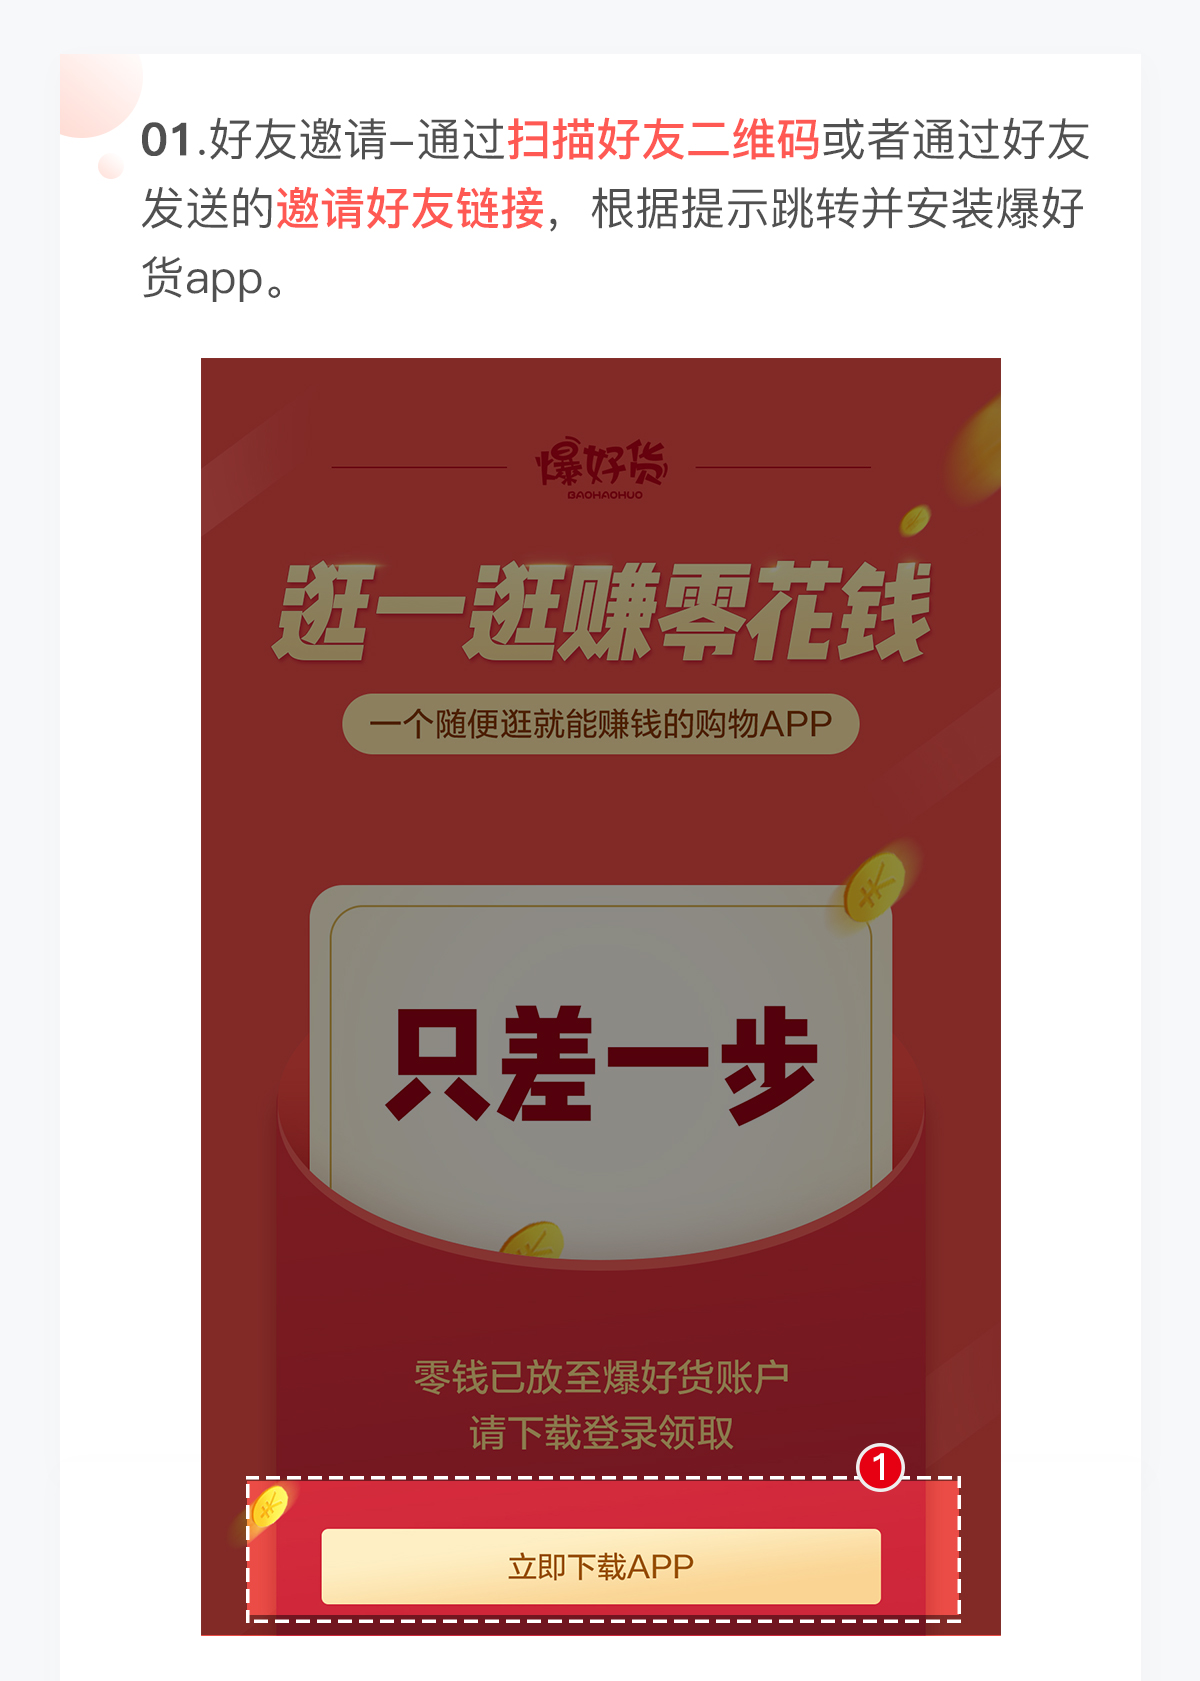 01.好友邀请–通过扫描好友二维码或者通过好友
发送的邀请好友链接，根据提示跳转并安装爆好
货app。
爆好货
BAOHAOHUO
逛一逛赚零花钱
一个随便逛就能赚钱的购物APP
只差一步
零钱已放至爆好货账户
请下载登录领取
1
立即下载APP